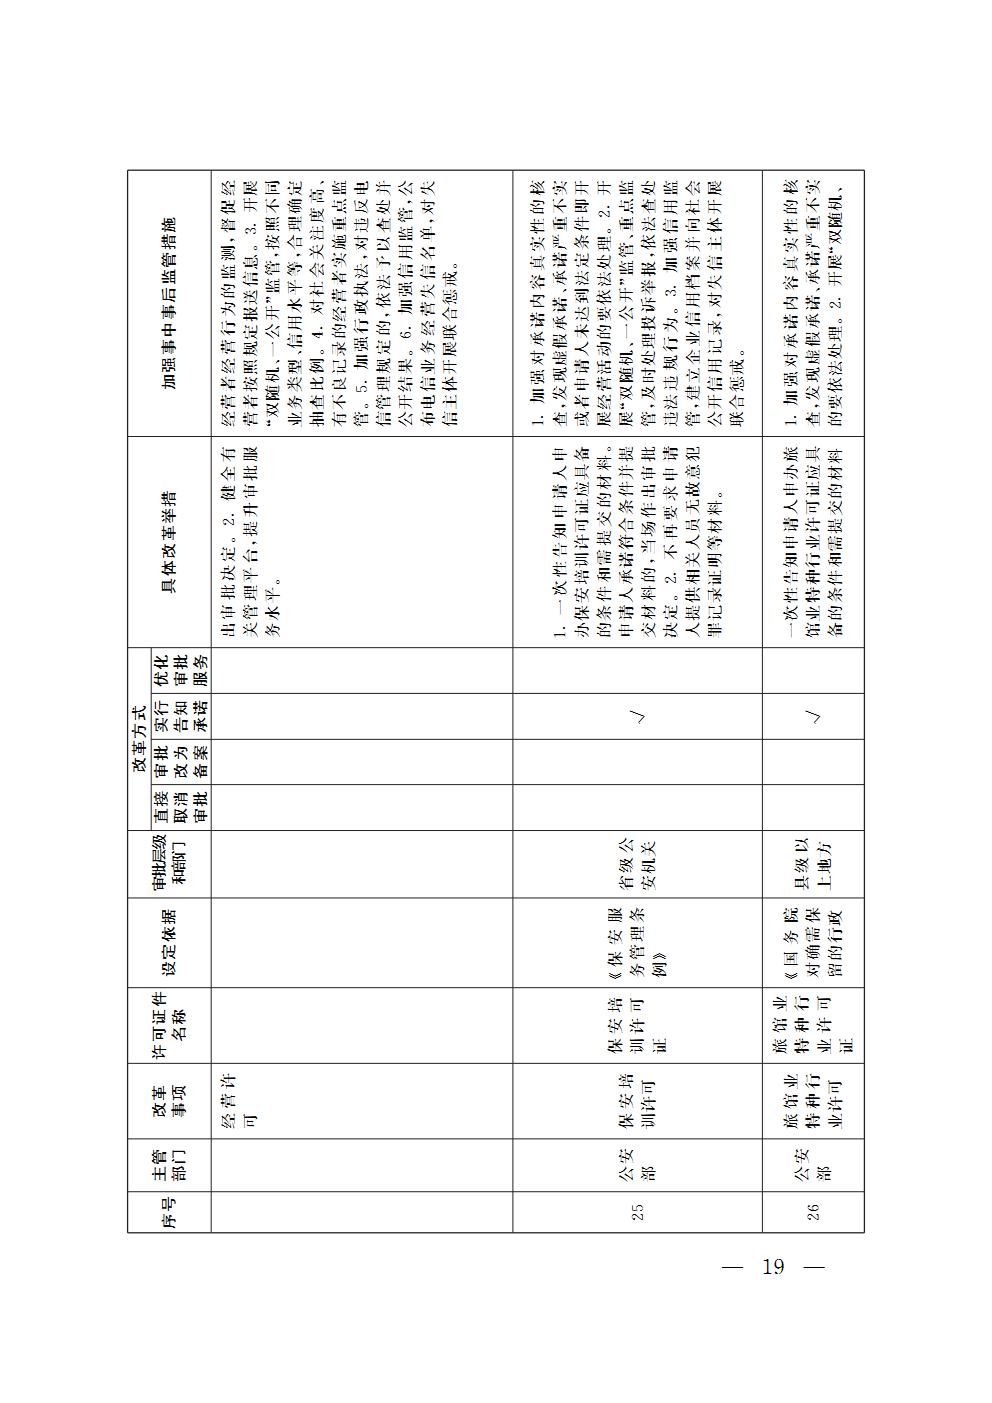 序号
主管
部门
改革
事项
许可证件
名称
设定依据
审批层级
和部门
改革方式
直接
取消
审批
审批
改为
备案
实行
告知
承诺
优化
审批
服务
具体改革举措
加强事中事后监管措施
经营许
可
出审批决定。2. 健全有
关管理平台,提升审批服
务水平。
经营者经营行为的监测,督促经
营者按照规定报送信息。3. 开展
“双随机、一公开”监管,按照不同
业务类型、信用水平等,合理确定
抽查比例。4. 对社会关注度高、
有不良记录的经营者实施重点监
管。5. 加强行政执法,对违反电
信管理规定的,依法予以查处并
公开结果。6. 加强信用监管,公
布电信业务经营失信名单,对失
信主体开展联合惩戒。
25
公安
部
保安培
训许可
保安培
训许可
证
《保安服
务管理条
例》
省级公
安机关
√
1. 一次性告知申请人申
办保安培训许可证应具备
的条件和需提交的材料。
申请人承诺符合条件并提
交材料的,当场作出审批
决定。2. 不再要求申请
人提供相关人员无故意犯
罪记录证明等材料。
1. 加强对承诺内容真实性的核
查,发现虚假承诺、承诺严重不实
或者申请人未达到法定条件即开
展经营活动的要依法处理。2. 开
展“双随机、一公开”监管、重点监
管,及时处理投诉举报,依法查处
违法违规行为。3. 加强信用监
管,建立企业信用档案并向社会
公开信用记录,对失信主体开展
联合惩戒。
26
公安
部
旅馆业
特种行
业许可
旅馆业
特种行
业许可
证
《国务院
对确需保
留的行政
县级以
上地方
√
一次性告知申请人申办旅
馆业特种行业许可证应具
备的条件和需提交的材料
1. 加强对承诺内容真实性的核
查,发现虚假承诺、承诺严重不实
的要依法处理。2. 开展“双随机、
— 19 —